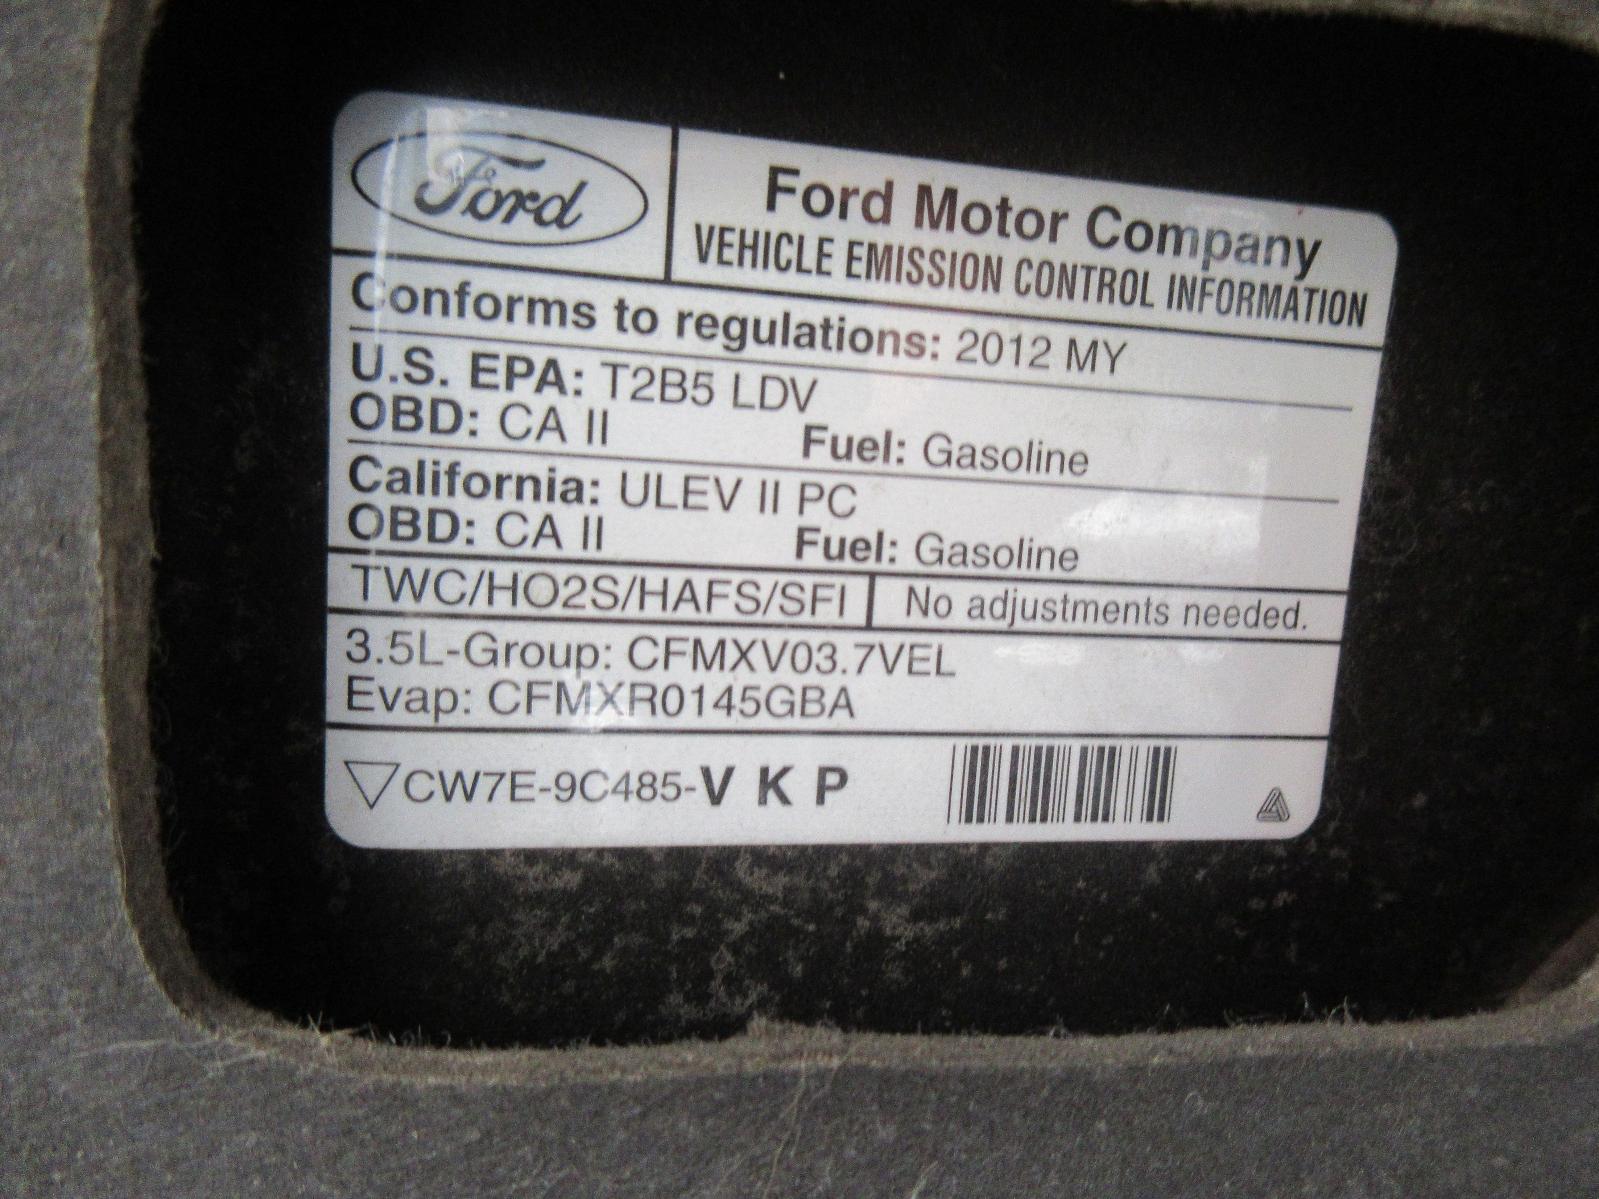 Ford
Ford Motor Company
VEHICLE EMISSION CONTROL INFORMATION
Conforms to regulations: 2012 MY
U.S. EPA: T2B5 LDV
OBD: CA II Fuel: Gasoline
California: ULEV II PC
OBD: CA II Fuel: Gasoline
TWC/HO2S/HAFS/SFI No adjustments needed.
3.5L-Group: CFMXV03.7VEL
Evap: CFMXR0145GBA
CW7E-9C485-V K P